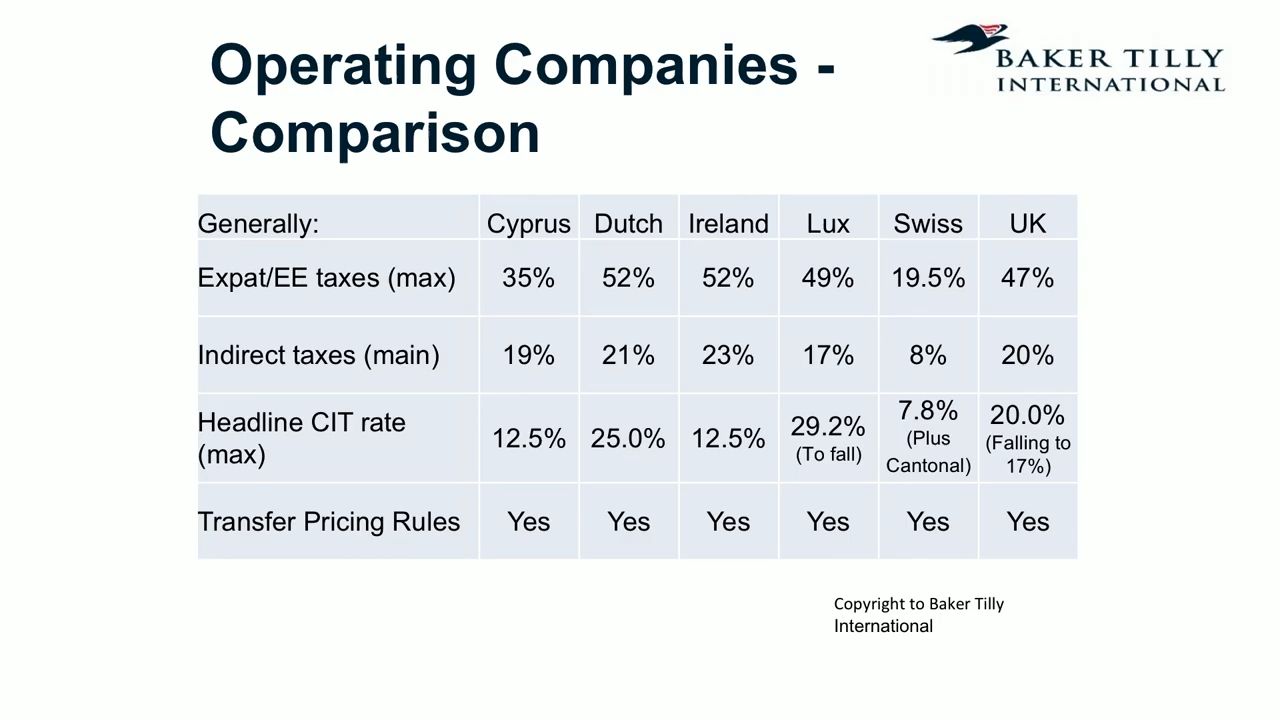 Operating Companies -
Comparison
BAKER TILLY
INTERNATIONAL
Generally: Cyprus Dutch Ireland Lux Swiss UK
Expat/EE taxes (max) 35% 52% 52% 49% 19.5% 47%
Indirect taxes (main) 19% 21% 23% 17% 8% 20%
Headline CIT rate
(max)
12.5%
25.0%
12.5%
29.2%
(To fall)
7.8%
(Plus
Cantonal)
20.0%
(Falling to
17%)
Transfer Pricing Rules Yes Yes Yes Yes Yes Yes
Copyright to Baker Tilly
International